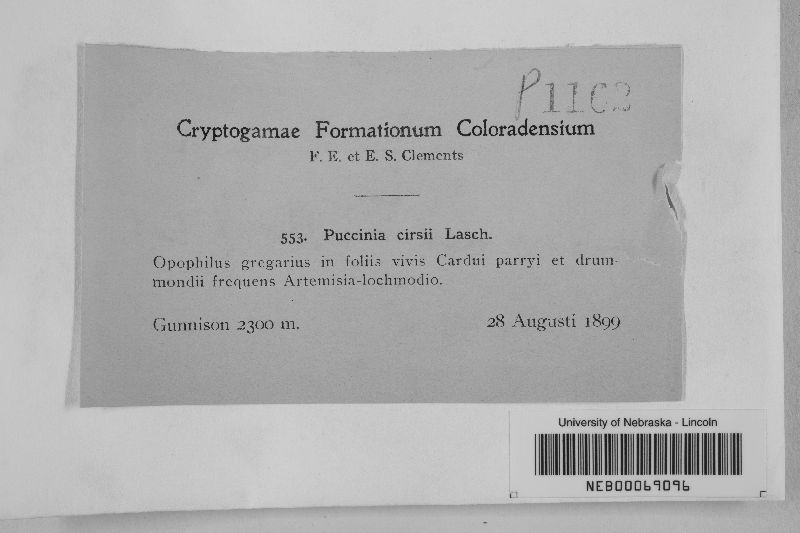 P1162
Cryptogamae Formationum Coloradensium
F. E. et E. S. Clements
553. Puccinia cirsii Lasch.
Opophilus gregarius in foliis vivis Cardui parryi et drum-
mondii frequens Artemisia-lochmodio.
Gunnison 2300 m. 28 Augusti 1899
University of Nebraska - Lincoln
NEB00069096